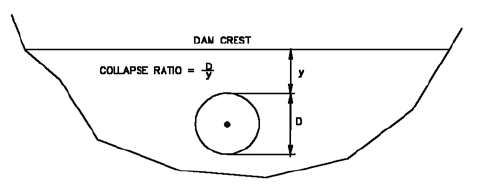 DAM CREST
COLLAPSE RATIO = D/y
y
D